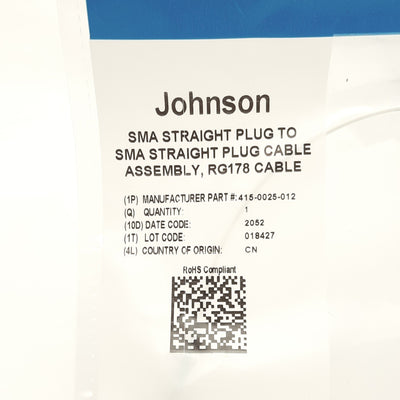 Johnson
SMA STRAIGHT PLUG TO
SMA STRAIGHT PLUG CABLE
ASSEMBLY, RG178 CABLE
(1P) MANUFACTURER PART #: 415-0025-012
(Q) QUANTITY: 1
(10D) DATE CODE: 2052
(1T) LOT CODE: 018427
(4L) COUNTRY OF ORIGIN: CN
RoHS Compliant